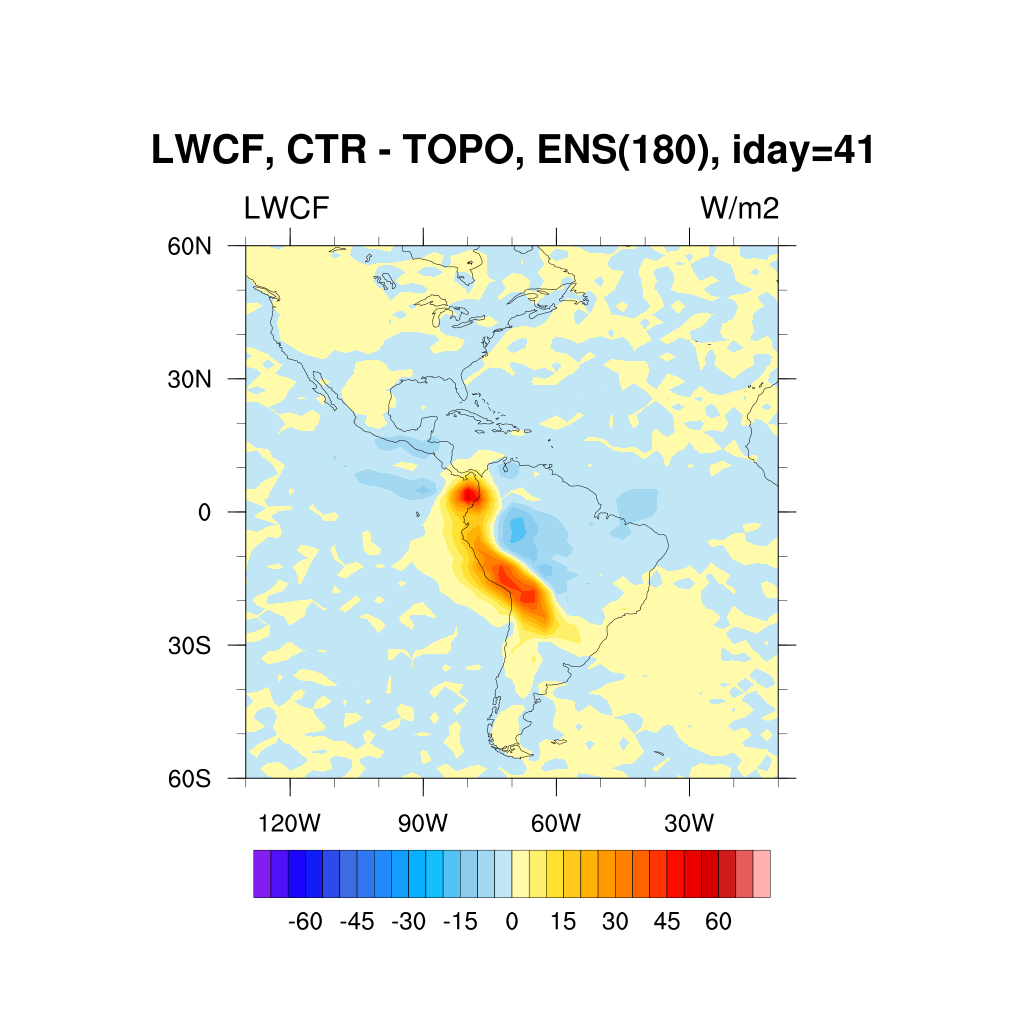 LWCF, CTR - TOPO, ENS(180), iday=41
LWCF W/m2
60N
30N
0
30S
60S
120W 90W 60W 30W
-60 -45 -30 -15 0 15 30 45 60